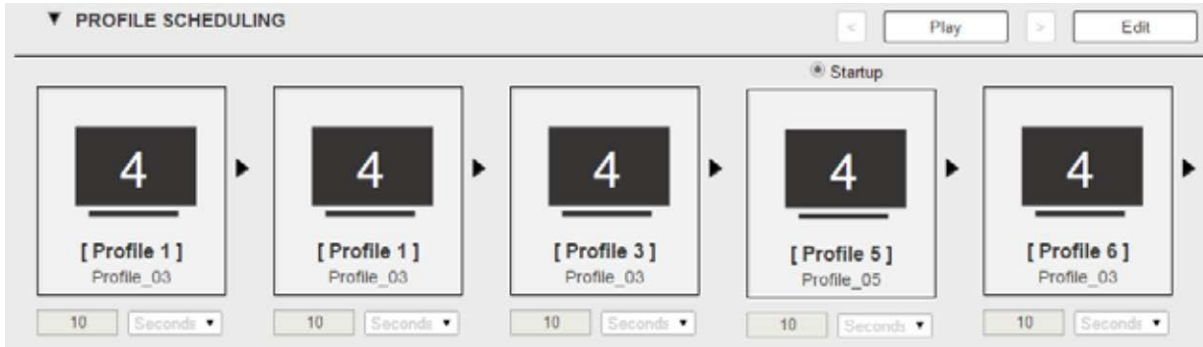 ▼ PROFILE SCHEDULING
< Play > Edit
Startup
4 4 4 4 4
[ Profile 1 ] [ Profile 1 ] [ Profile 3 ] [ Profile 5 ] [ Profile 6 ]
Profile_03 Profile_03 Profile_03 Profile_05 Profile_03
10 Seconds 10 Seconds 10 Seconds 10 Seconds 10 Seconds